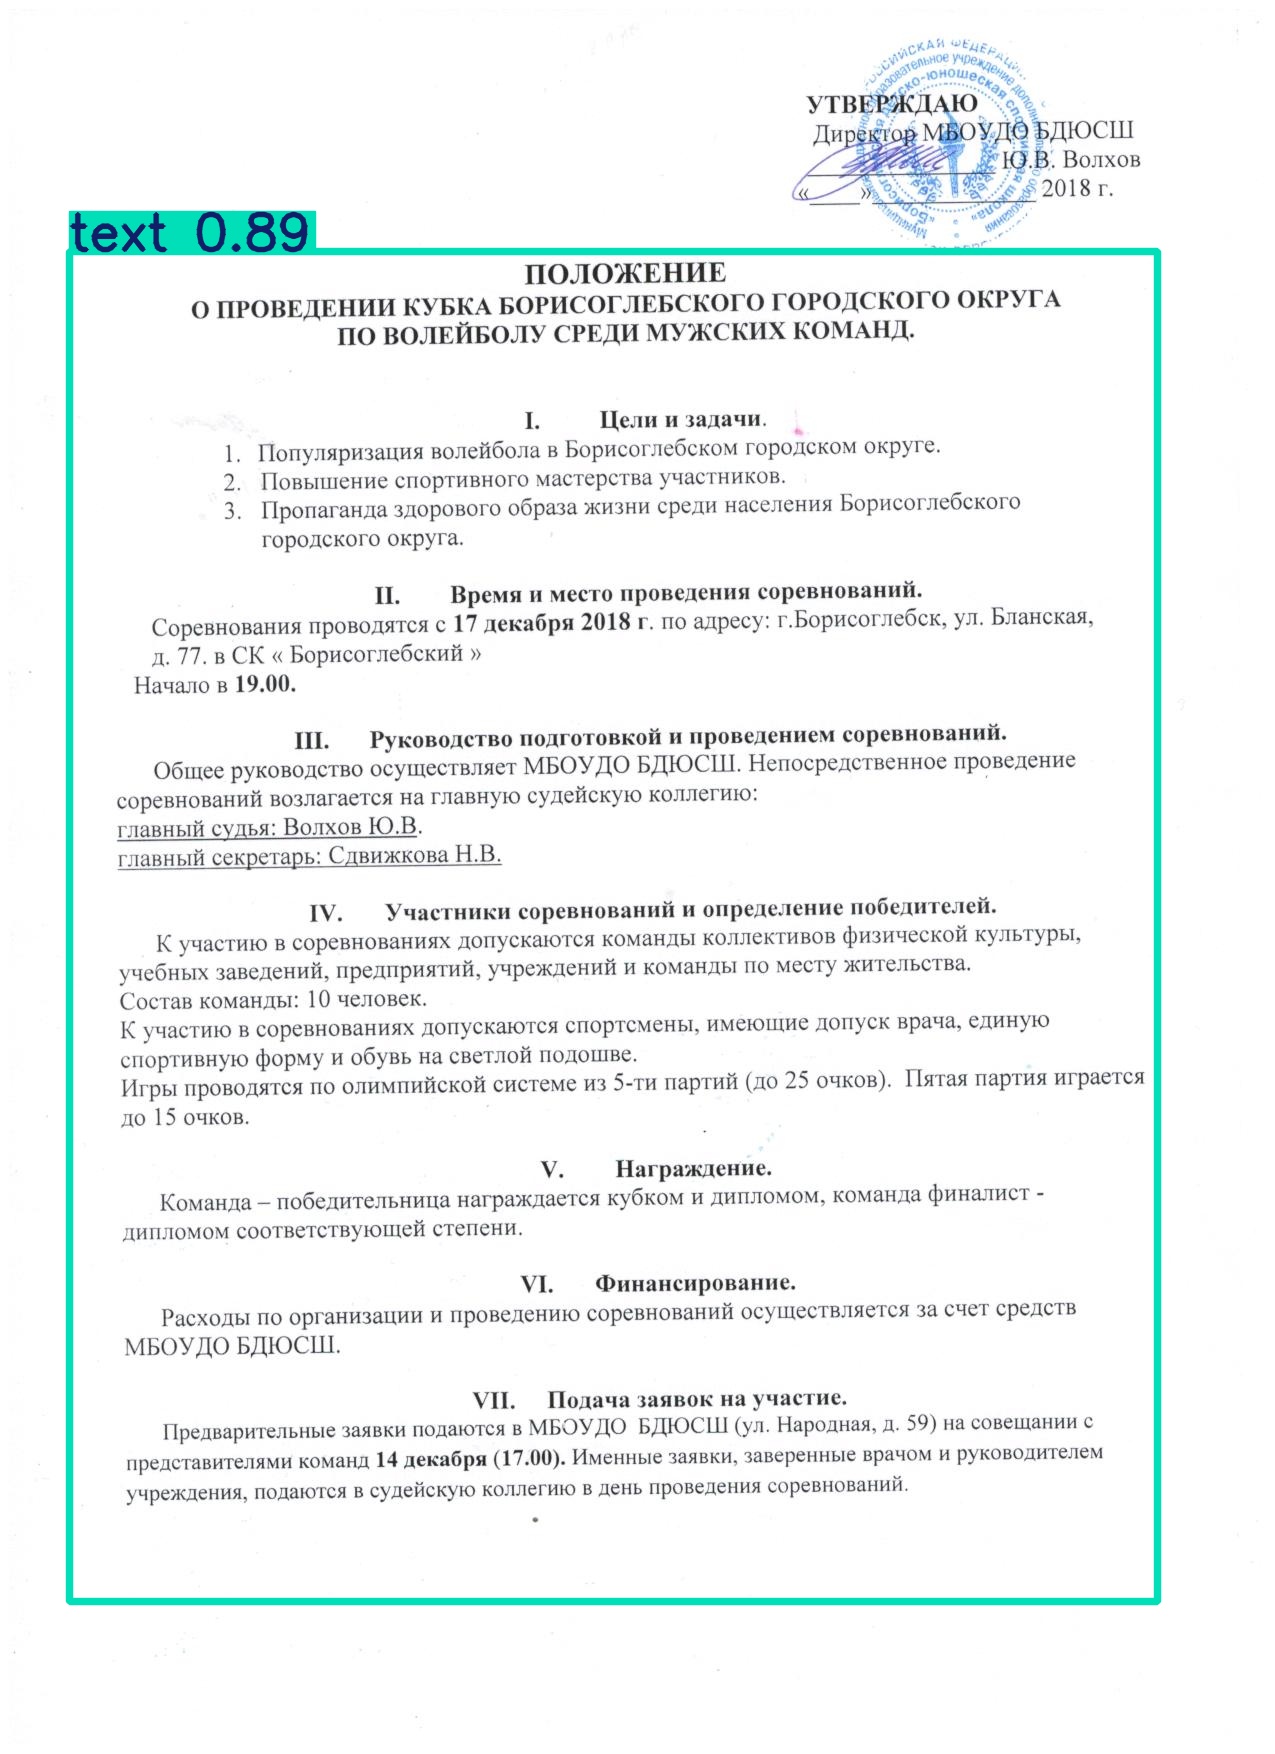 УТВЕРЖДАЮ
Директор МБОУДО БДЮСШ
Ю.В. Волхов
«____»____________ 2018 г.
text 0.89
ПОЛОЖЕНИЕ
О ПРОВЕДЕНИИ КУБКА БОРИСОГЛЕБСКОГО ГОРОДСКОГО ОКРУГА
ПО ВОЛЕЙБОЛУ СРЕДИ МУЖСКИХ КОМАНД.
I. Цели и задачи.
1. Популяризация волейбола в Борисоглебском городском округе.
2. Повышение спортивного мастерства участников.
3. Пропаганда здорового образа жизни среди населения Борисоглебского
городского округа.
II. Время и место проведения соревнований.
Соревнования проводятся с 17 декабря 2018 г. по адресу: г.Борисоглебск, ул. Бланская,
д. 77. в СК « Борисоглебский »
Начало в 19.00.
III. Руководство подготовкой и проведением соревнований.
Общее руководство осуществляет МБОУДО БДЮСШ. Непосредственное проведение
соревнований возлагается на главную судейскую коллегию:
главный судья: Волхов Ю.В.
главный секретарь: Сдвижкова Н.В.
IV. Участники соревнований и определение победителей.
К участию в соревнованиях допускаются команды коллективов физической культуры,
учебных заведений, предприятий, учреждений и команды по месту жительства.
Состав команды: 10 человек.
К участию в соревнованиях допускаются спортсмены, имеющие допуск врача, единую
спортивную форму и обувь на светлой подошве.
Игры проводятся по олимпийской системе из 5-ти партий (до 25 очков). Пятая партия играется
до 15 очков.
V. Награждение.
Команда – победительница награждается кубком и дипломом, команда финалист -
дипломом соответствующей степени.
VI. Финансирование.
Расходы по организации и проведению соревнований осуществляется за счет средств
МБОУДО БДЮСШ.
VII. Подача заявок на участие.
Предварительные заявки подаются в МБОУДО БДЮСШ (ул. Народная, д. 59) на совещании с
представителями команд 14 декабря (17.00). Именные заявки, заверенные врачом и руководителем
учреждения, подаются в судейскую коллегию в день проведения соревнований.